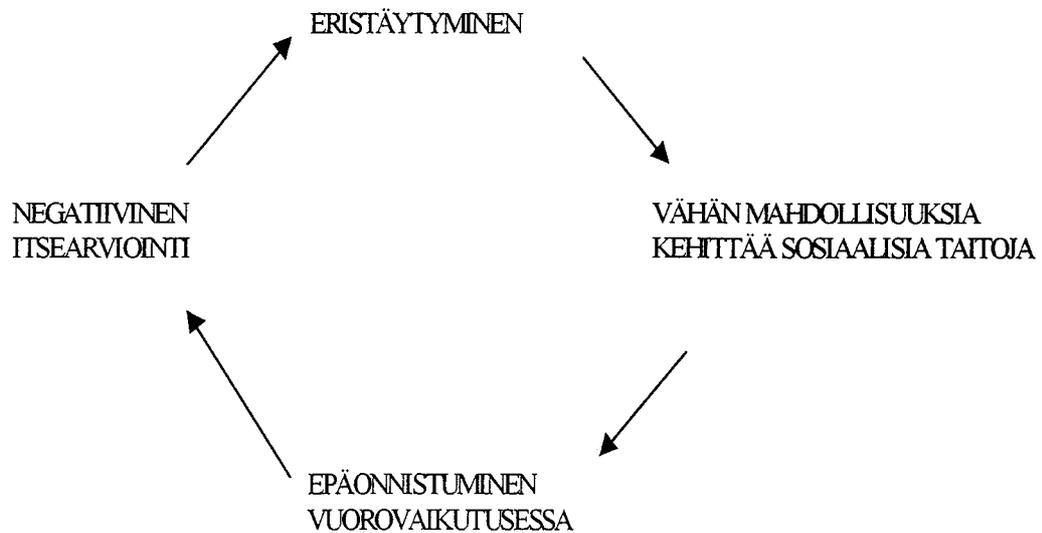 ERISTÄYTYMINEN
NEGATIIVINEN
ITSEARVIOINTI
VÄHÄN MAHDOLLISUUKSIA
KEHITTÄÄ SOSIAALISIA TAITOJA
EPÄONNISTUMINEN
VUOROVAIKUTUSESSA